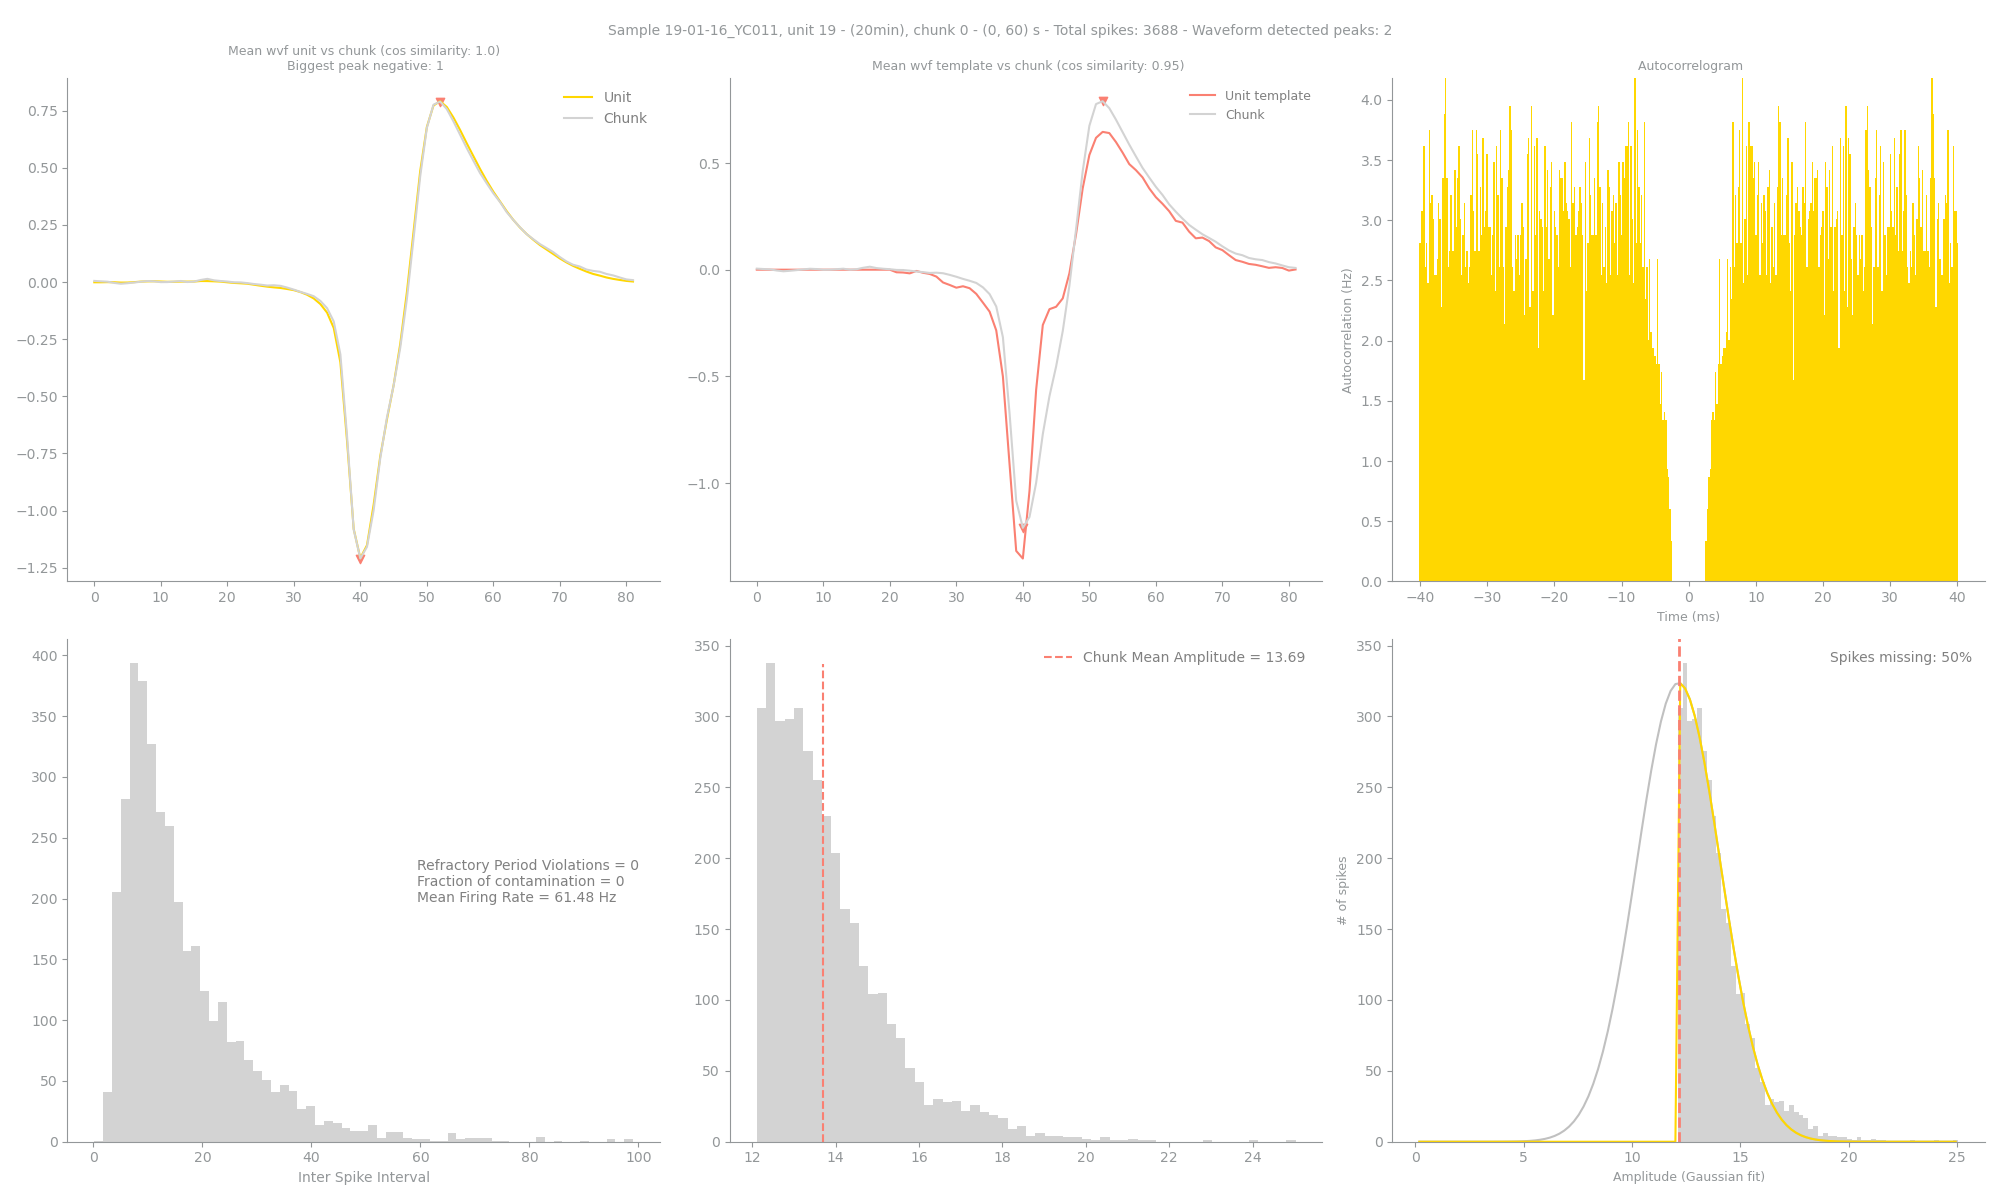 Sample 19-01-16_YC011, unit 19 - (20min), chunk 0 - (0, 60) s - Total spikes: 3688 - Waveform detected peaks: 2
Mean wvf unit vs chunk (cos similarity: 1.0)
Biggest peak negative: 1
0.75
0.50
0.25
0.00
−0.25
−0.50
−0.75
−1.00
−1.25
0 10 20 30 40 50 60 70 80
Unit
Chunk
Mean wvf template vs chunk (cos similarity: 0.95)
0.5
0.0
−0.5
−1.0
0 10 20 30 40 50 60 70 80
Unit template
Chunk
Autocorrelogram
Autocorrelation (Hz)
4.0
3.5
3.0
2.5
2.0
1.5
1.0
0.5
0.0
−40 −30 −20 −10 0 10 20 30 40
Time (ms)
400
350
300
250
200
150
100
50
0
0 20 40 60 80 100
Inter Spike Interval
Refractory Period Violations = 0
Fraction of contamination = 0
Mean Firing Rate = 61.48 Hz
350
300
250
200
150
100
50
0
12 14 16 18 20 22 24
Chunk Mean Amplitude = 13.69
# of spikes
350
300
250
200
150
100
50
0
0 5 10 15 20 25
Amplitude (Gaussian fit)
Spikes missing: 50%